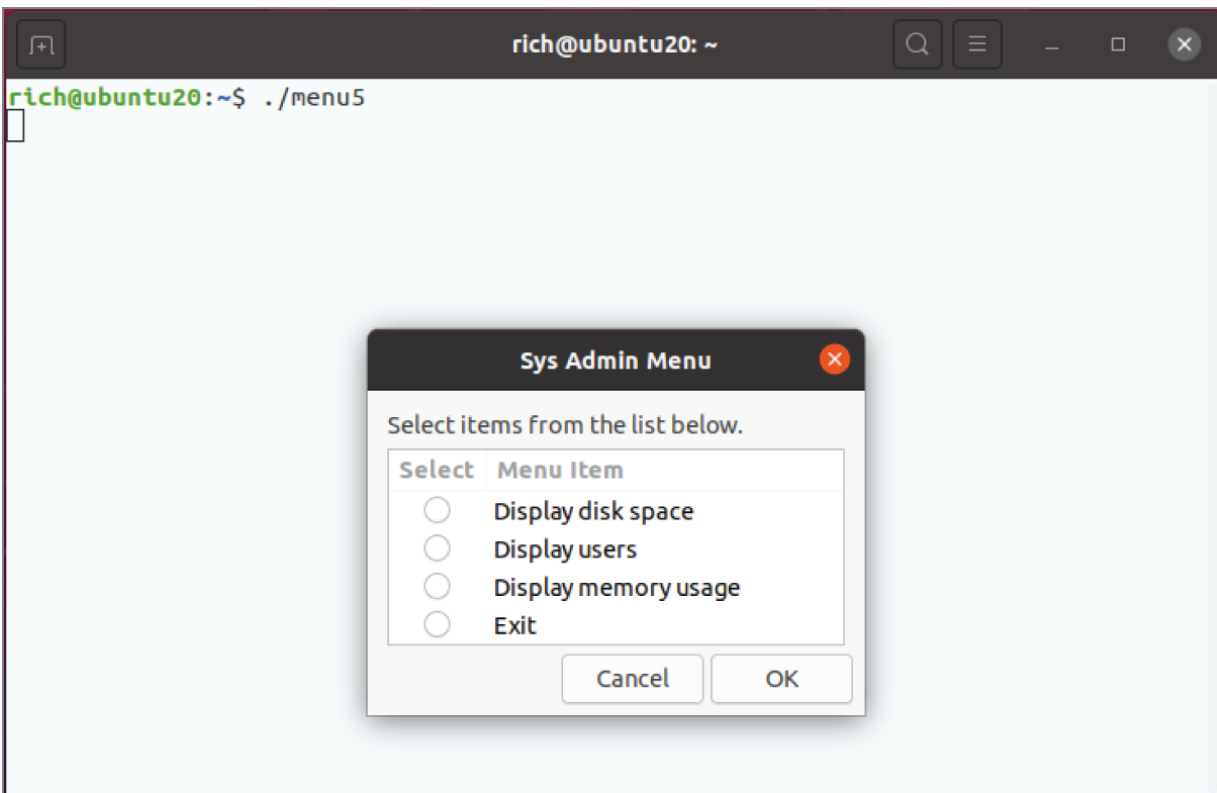 rich@ubuntu20: ~
rich@ubuntu20:~$ ./menu5
Sys Admin Menu
Select items from the list below.
Select Menu Item
Display disk space
Display users
Display memory usage
Exit
Cancel OK